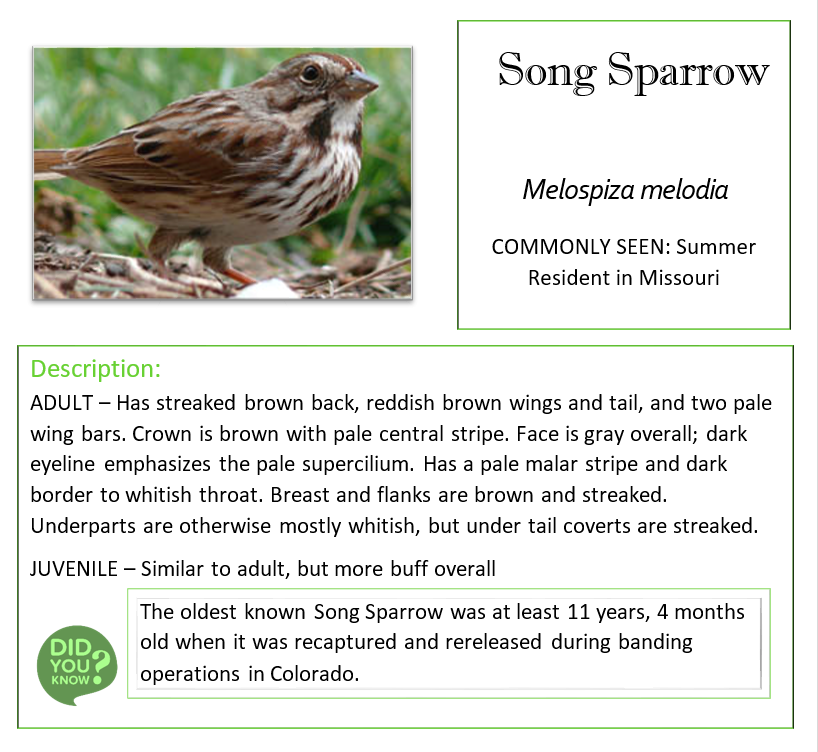 Song Sparrow
Melospiza melodia
COMMONLY SEEN: Summer
Resident in Missouri
Description:
ADULT – Has streaked brown back, reddish brown wings and tail, and two pale
wing bars. Crown is brown with pale central stripe. Face is gray overall; dark
eyeline emphasizes the pale supercilium. Has a pale malar stripe and dark
border to whitish throat. Breast and flanks are brown and streaked.
Underparts are otherwise mostly whitish, but under tail coverts are streaked.
JUVENILE – Similar to adult, but more buff overall
DID
YOU
KNOW?
The oldest known Song Sparrow was at least 11 years, 4 months
old when it was recaptured and rereleased during banding
operations in Colorado.